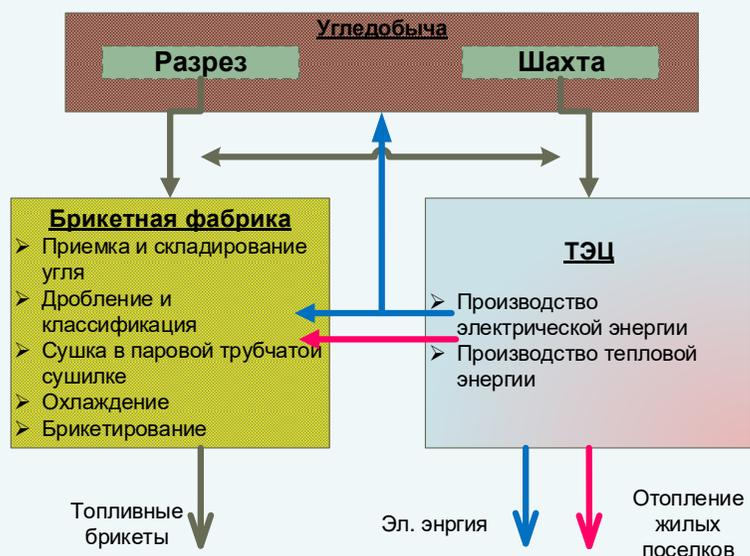 Угледобыча
Разрез
Шахта
Брикетная фабрика
Приемка и складирование
угля
Дробление и
классификация
Сушка в паровой трубчатой
сушилке
Охлаждение
Брикетирование
ТЭЦ
Производство
электрической энергии
Производство тепловой
энергии
Топливные
брикеты
Эл. энргия
Отопление
жилых
поселков